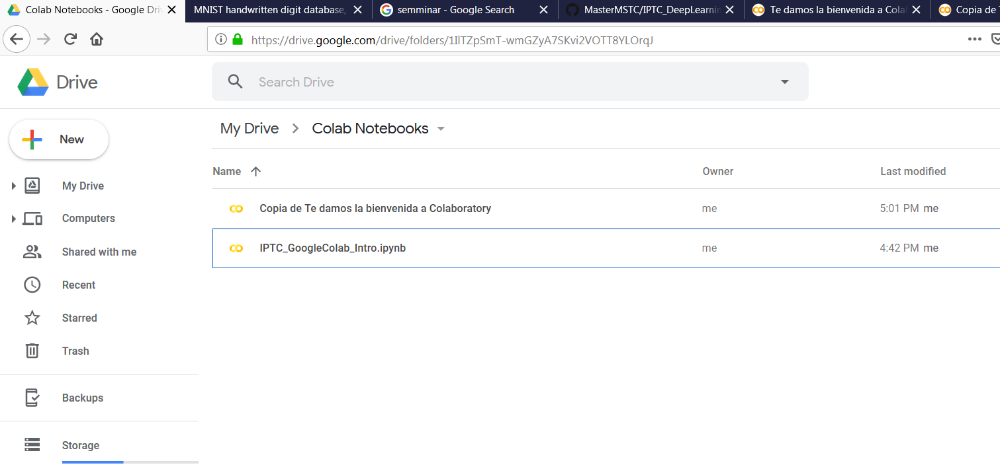 Colab Notebooks - Google Driv
MNIST handwritten digit database,
semminar - Google Search
MasterMSTC/IPTC_DeepLearnin
Te damos la bienvenida a Cola
Copia de T
https://drive.google.com/drive/folders/1IlTZpSmT-wmGZyA7SKvi2VOTT8YLOrqJ
Drive
Search Drive
New
My Drive > Colab Notebooks
Name
Owner
Last modified
My Drive
Computers
Shared with me
Recent
Starred
Trash
Backups
Storage
Copia de Te damos la bienvenida a Colaboratory me 5:01 PM me
IPTC_GoogleColab_Intro.ipynb me 4:42 PM me